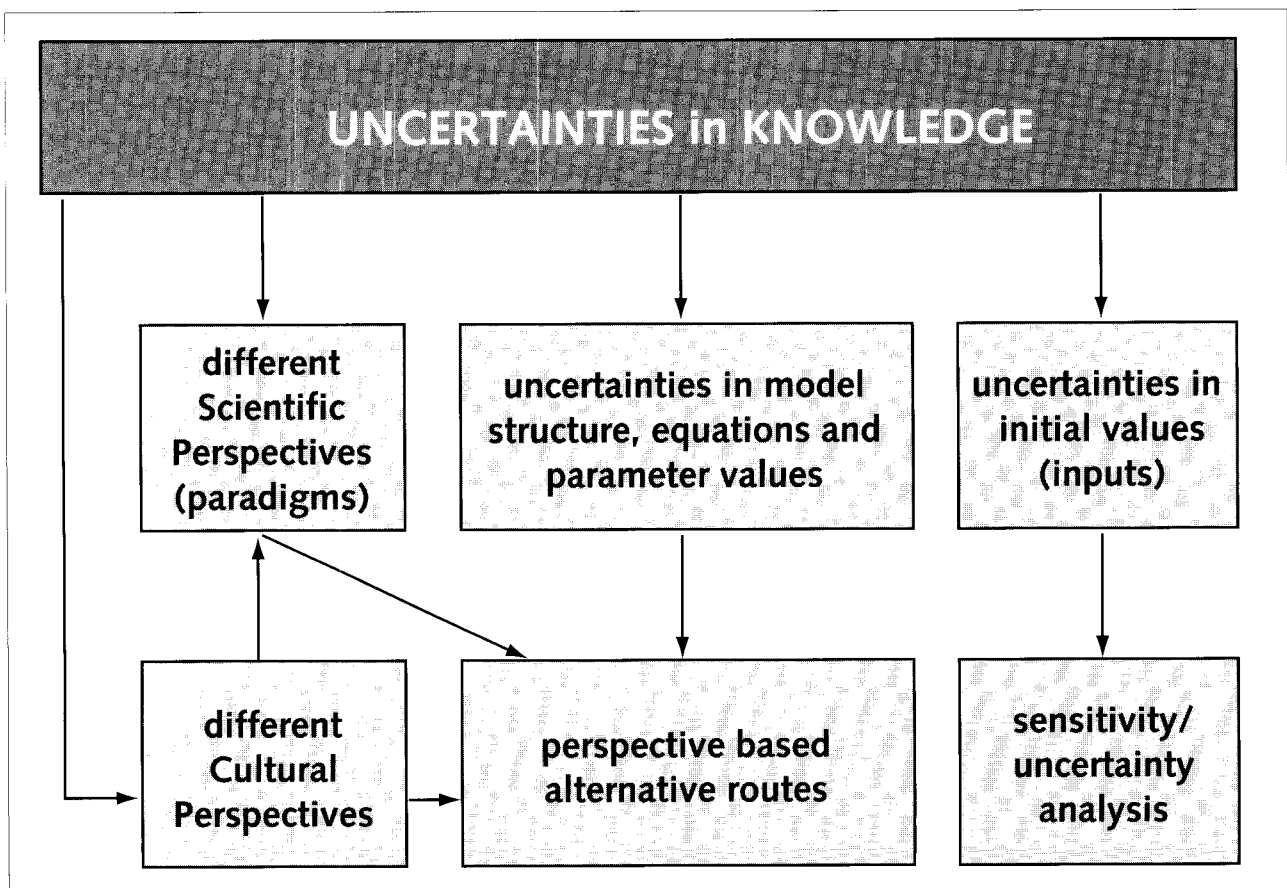 UNCERTAINTIES in KNOWLEDGE
different
Scientific
Perspectives
(paradigms)
uncertainties in model
structure, equations and
parameter values
uncertainties in
initial values
(inputs)
different
Cultural
Perspectives
perspective based
alternative routes
sensitivity/
uncertainty
analysis